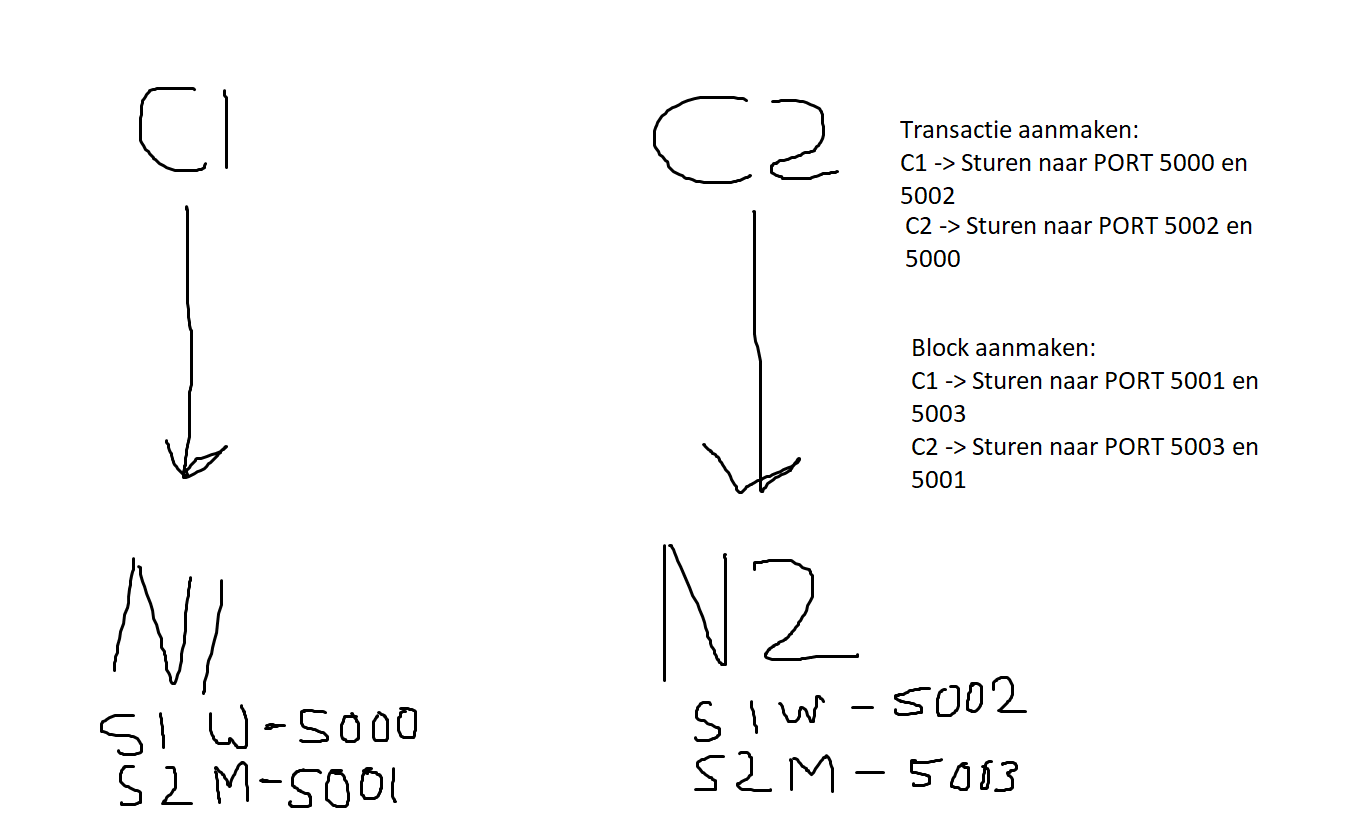 C1
C2
Transactie aanmaken:
C1 -> Sturen naar PORT 5000 en
5002
C2 -> Sturen naar PORT 5002 en
5000
Block aanmaken:
C1 -> Sturen naar PORT 5001 en
5003
C2 -> Sturen naar PORT 5003 en
5001
N1
S1 W-5000
S2 M-5001
N2
S1W - 5002
S2M - 5003